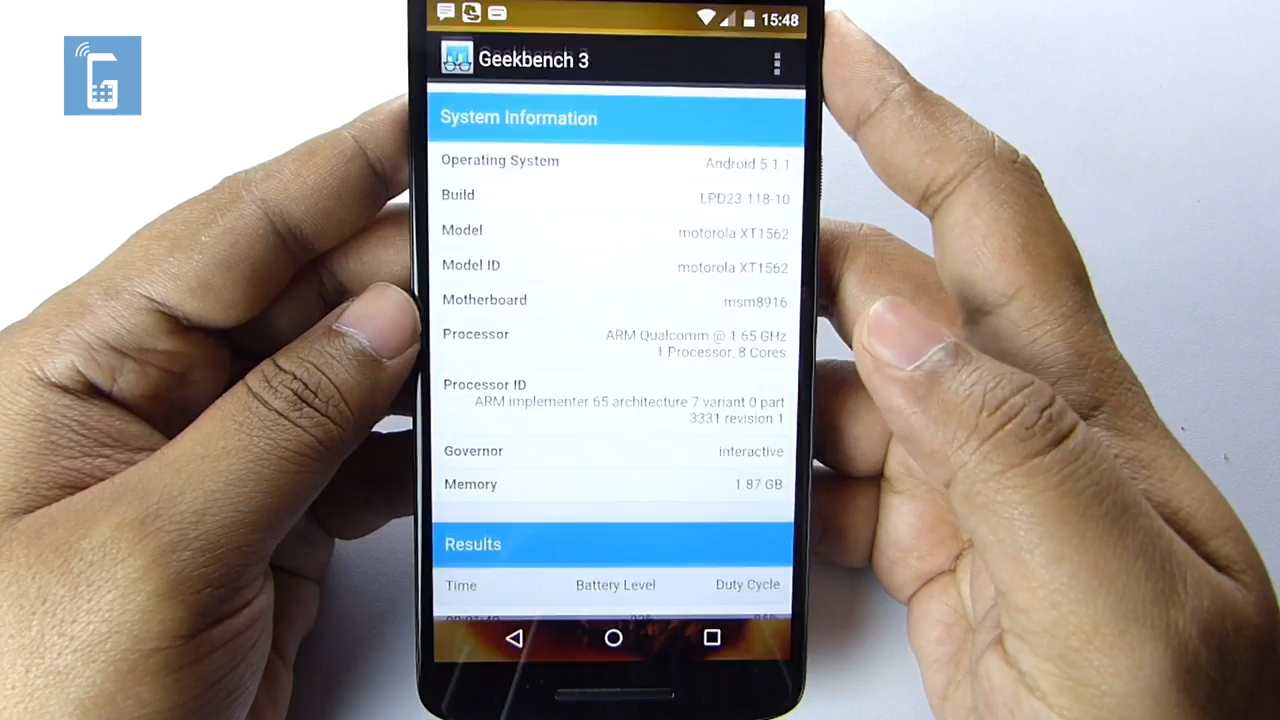 15:48
Geekbench 3
System Information
Operating System Android 5.1.1
Build LPD23.118-10
Model motorola XT1562
Model ID motorola XT1562
Motherboard msm8916
Processor ARM Qualcomm @ 1.65 GHz
1 Processor, 8 Cores
Processor ID
ARM implementer 65 architecture 7 variant 0 part
3331 revision 1
Governor interactive
Memory 1.87 GB
Results
Time Battery Level Duty Cycle